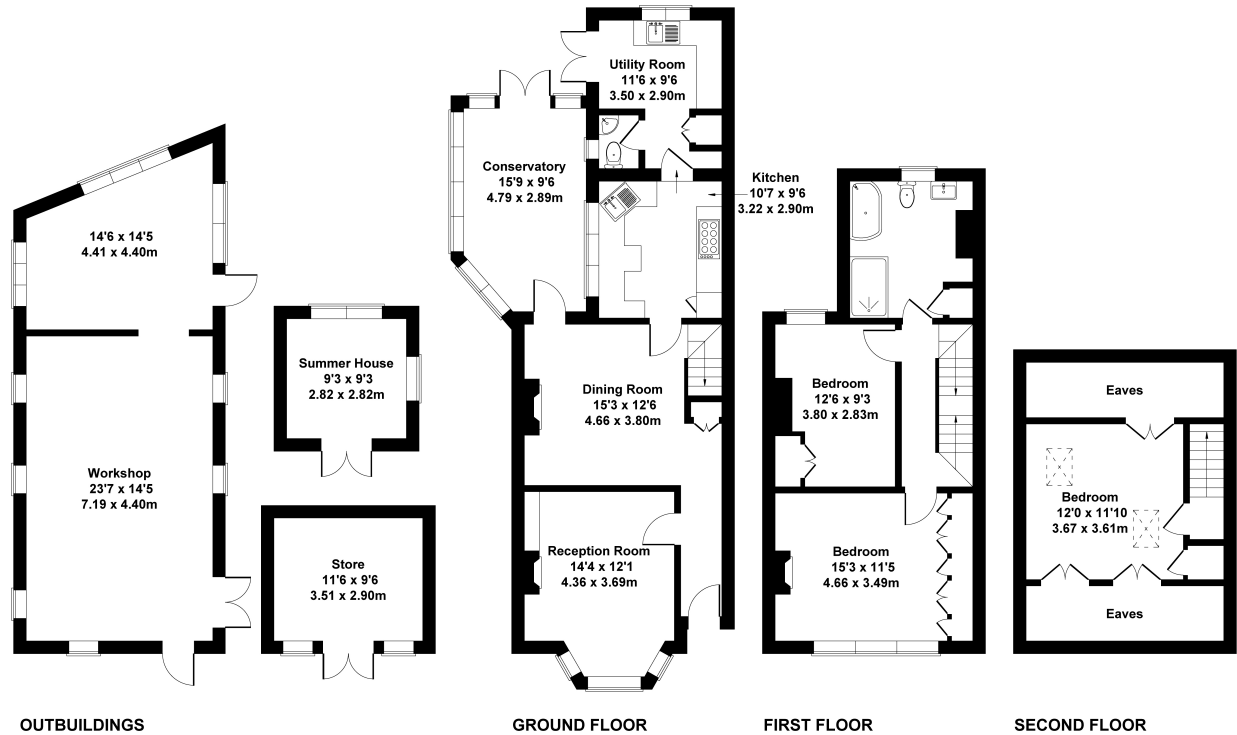 14'6 x 14'5
4.41 x 4.40m
Workshop
23'7 x 14'5
7.19 x 4.40m
Summer House
9'3 x 9'3
2.82 x 2.82m
Store
11'6 x 9'6
3.51 x 2.90m
OUTBUILDINGS
Utility Room
11'6 x 9'6
3.50 x 2.90m
Conservatory
15'9 x 9'6
4.79 x 2.89m
Kitchen
10'7 x 9'6
3.22 x 2.90m
Dining Room
15'3 x 12'6
4.66 x 3.80m
Reception Room
14'4 x 12'1
4.36 x 3.69m
GROUND FLOOR
Bedroom
12'6 x 9'3
3.80 x 2.83m
Bedroom
15'3 x 11'5
4.66 x 3.49m
FIRST FLOOR
Eaves
Bedroom
12'0 x 11'10
3.67 x 3.61m
Eaves
SECOND FLOOR